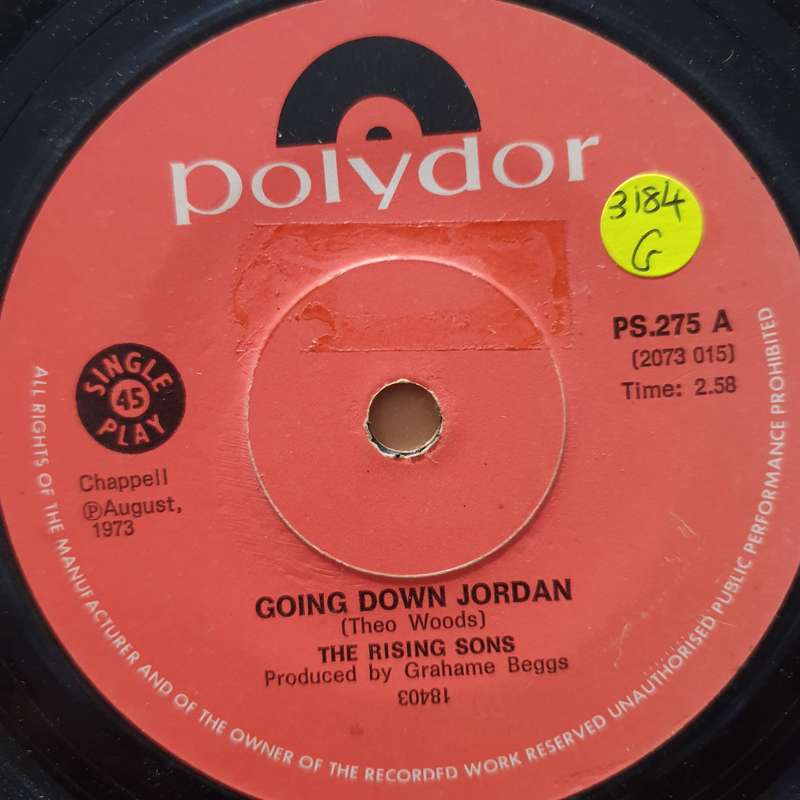 polydor
3184
G
PS.275 A
(2073 015)
Time: 2.58
SINGLE
45
PLAY
Chappell
Ⓟ August,
1973
GOING DOWN JORDAN
(Theo Woods)
THE RISING SONS
Produced by Grahame Beggs
18403
ALL RIGHTS OF THE MANUFACTURER AND OF THE OWNER OF THE RECORDED WORK RESERVED UNAUTHORISED PUBLIC PERFORMANCE PROHIBITED